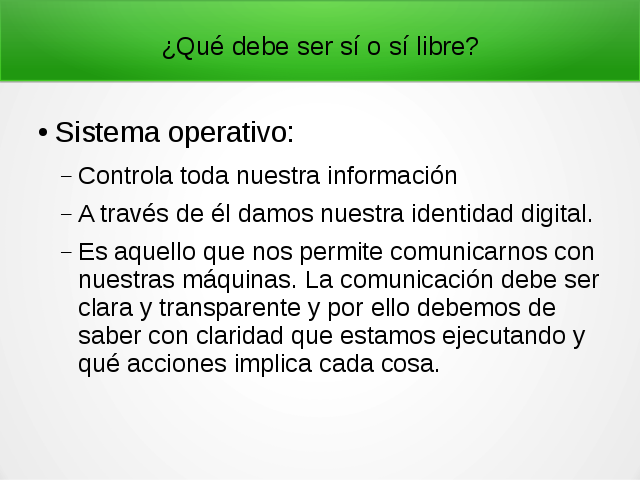 ¿Qué debe ser sí o sí libre?
• Sistema operativo:
– Controla toda nuestra información
– A través de él damos nuestra identidad digital.
– Es aquello que nos permite comunicarnos con
nuestras máquinas. La comunicación debe ser
clara y transparente y por ello debemos de
saber con claridad que estamos ejecutando y
qué acciones implica cada cosa.